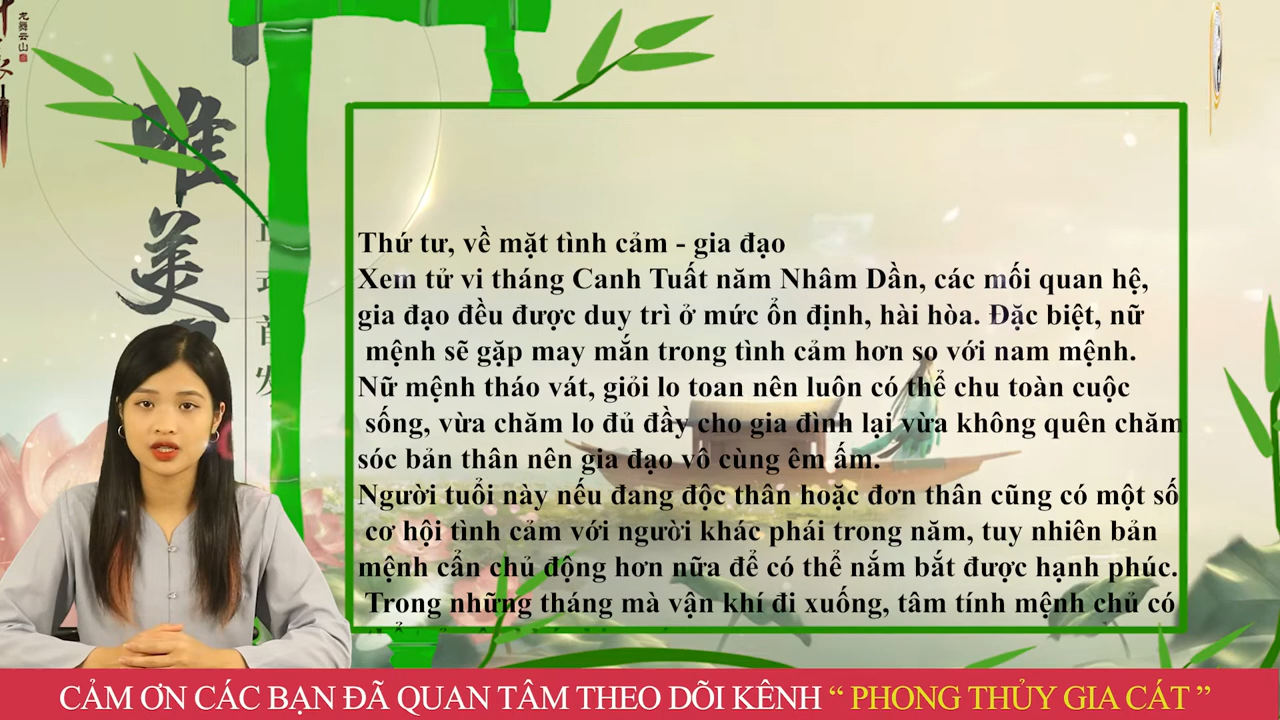 龙舞云山
唯美
Thứ tư, về mặt tình cảm - gia đạo
Xem tử vi tháng Canh Tuất năm Nhâm Dần, các mối quan hệ,
gia đạo đều được duy trì ở mức ổn định, hài hòa. Đặc biệt, nữ
mệnh sẽ gặp may mắn trong tình cảm hơn so với nam mệnh.
Nữ mệnh tháo vát, giỏi lo toan nên luôn có thể chu toàn cuộc
sống, vừa chăm lo đủ đầy cho gia đình lại vừa không quên chăm
sóc bản thân nên gia đạo vô cùng êm ấm.
Người tuổi này nếu đang độc thân hoặc đơn thân cũng có một số
cơ hội tình cảm với người khác phái trong năm, tuy nhiên bản
mệnh cẩn chủ động hơn nữa để có thể nắm bắt được hạnh phúc.
Trong những tháng mà vận khí đi xuống, tâm tính mệnh chủ có
CẢM ƠN CÁC BẠN ĐÃ QUAN TÂM THEO DÕI KÊNH “ PHONG THỦY GIA CÁT ”